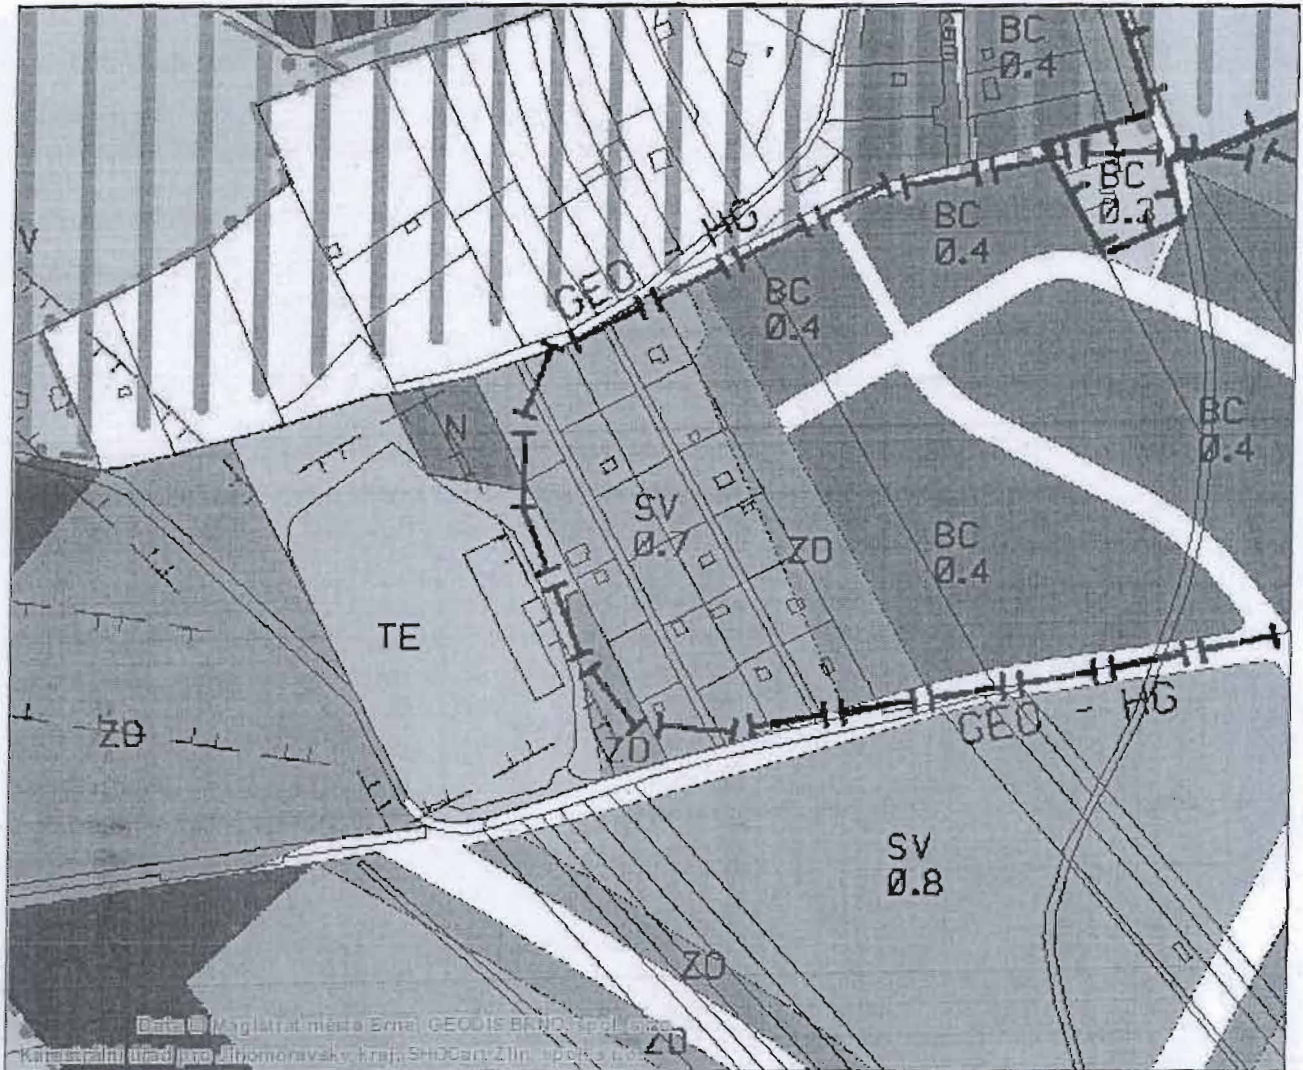 BC
0.4
BC
0.3
V
HG
BC
0.4
GEO -
BC
0.4
BC
0.4
N
SV
0.7
ZO
BC
0.4
TE
ZO
ZO
GEO - HG
SV
0.8
ZO
ZO
Data © Magistrát města Brna, GEODIS BRNO, spol. s r.o.
Katastrální úřad pro Jihomoravský kraj, SHOCart Zlín, spol. s r.o.